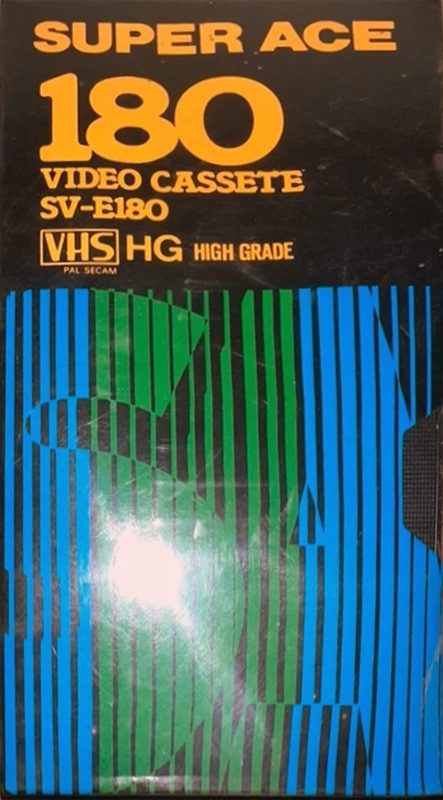 SUPER ACE
180
VIDEO CASSETE
SV-E180
VHS HG HIGH GRADE
PAL SECAM